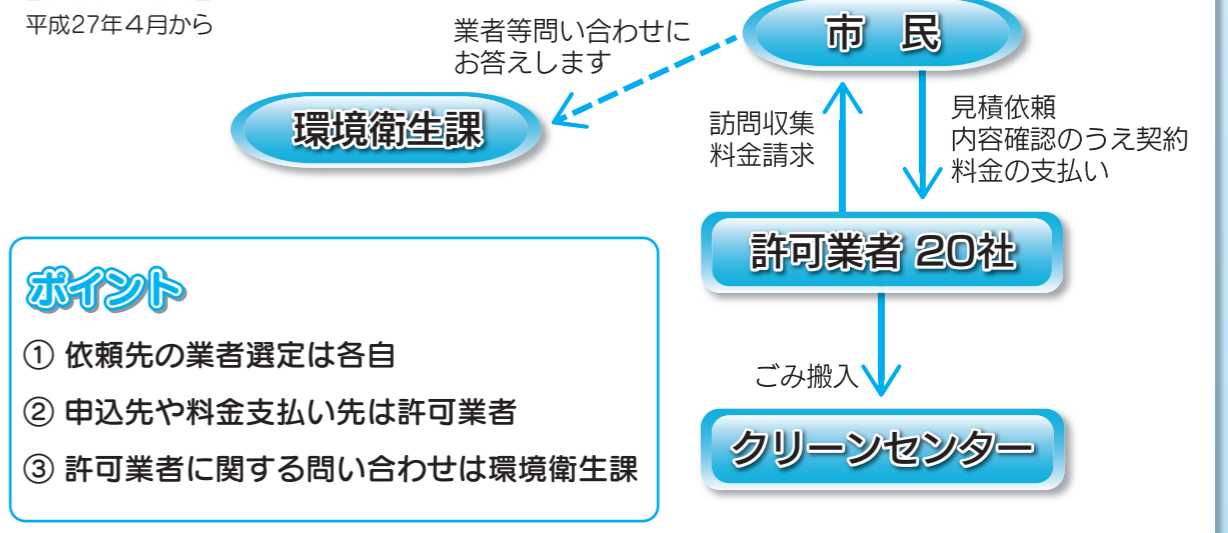 平成27年4月から
業者等問い合わせに
お答えします
市 民
環境衛生課
訪問収集
料金請求
見積依頼
内容確認のうえ契約
料金の支払い
許可業者 20社
ごみ搬入
クリーンセンター
ポイント
① 依頼先の業者選定は各自
② 申込先や料金支払い先は許可業者
③ 許可業者に関する問い合わせは環境衛生課